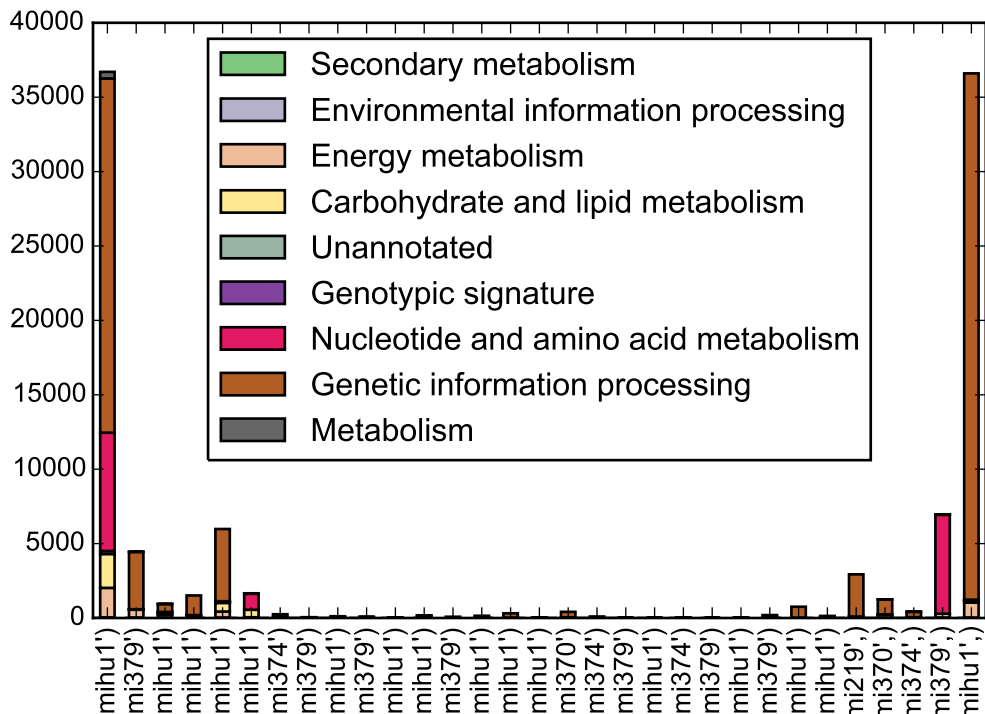 40000
35000
30000
25000
20000
15000
10000
5000
0
Secondary metabolism
Environmental information processing
Energy metabolism
Carbohydrate and lipid metabolism
Unannotated
Genotypic signature
Nucleotide and amino acid metabolism
Genetic information processing
Metabolism
mihu1')
mi379')
mihu1')
mihu1')
mihu1')
mihu1')
mi374')
mi379')
mihu1')
mi379')
mihu1')
mi379')
mi379')
mihu1')
mihu1')
mihu1')
mi370')
mi374')
mi379')
mihu1')
mi374')
mi379')
mihu1')
mi379')
mihu1')
mihu1')
mi219',)
mi370',)
mi374',)
mi379',)
mihu1',)